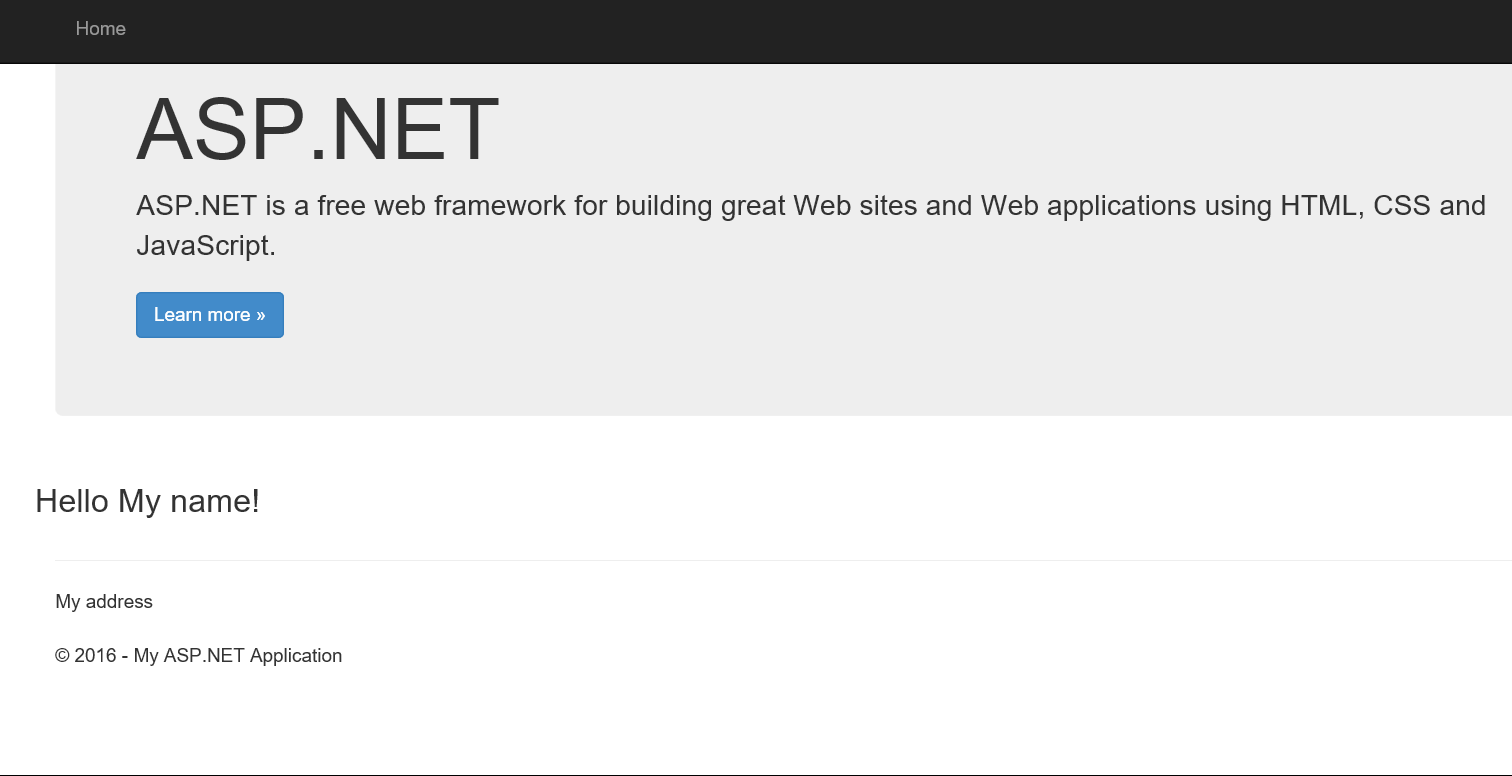 Home
ASP.NET
ASP.NET is a free web framework for building great Web sites and Web applications using HTML, CSS and
JavaScript.
Learn more »
Hello My name!
My address
© 2016 - My ASP.NET Application